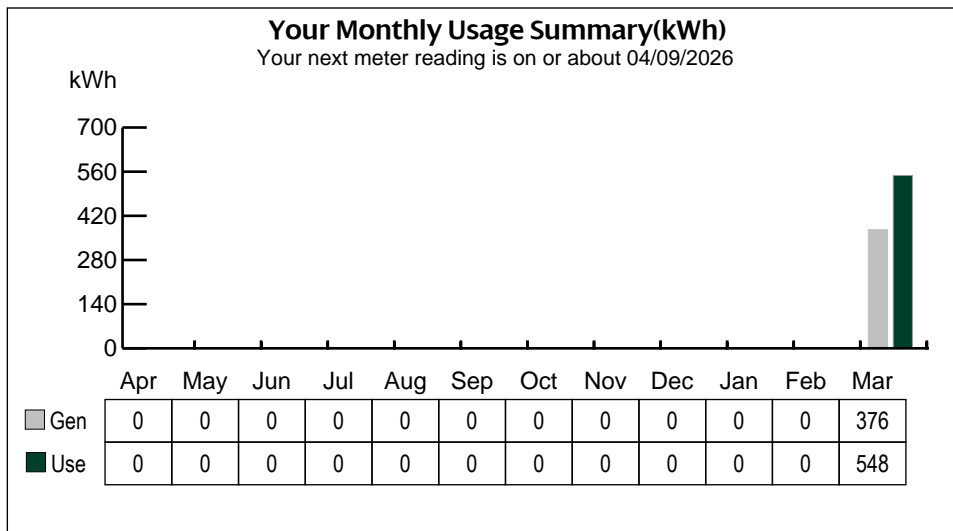 Your Monthly Usage Summary(kWh)
Your next meter reading is on or about 04/09/2026
kWh
700
560
420
280
140
0
Apr May Jun Jul Aug Sep Oct Nov Dec Jan Feb Mar
Gen 0 0 0 0 0 0 0 0 0 0 0 376
Use 0 0 0 0 0 0 0 0 0 0 0 548